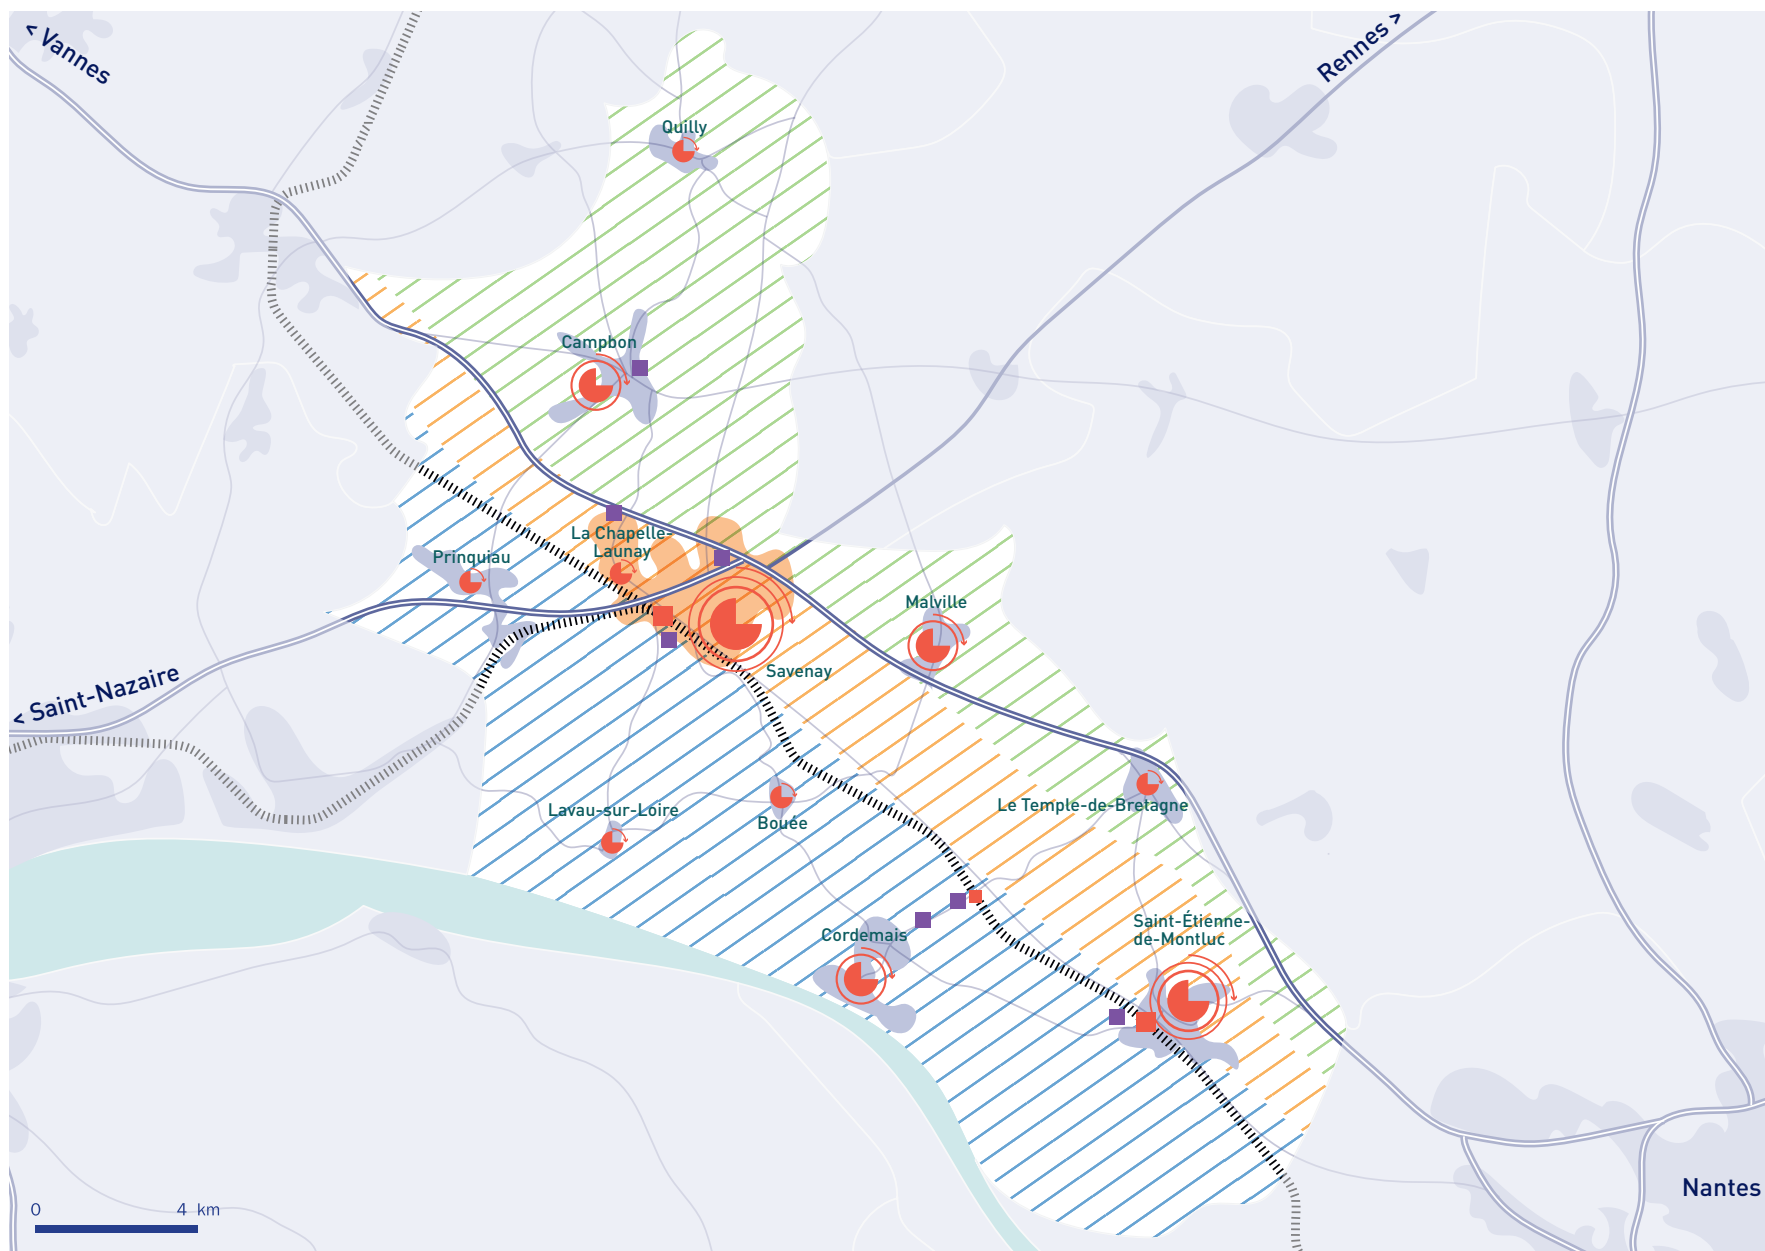 < Vannes
Rennes >
Quilly
Campbon
La Chapelle-
Launay
Prinquiau
Malville
Savenay
< Saint-Nazaire
Le Temple-de-Bretagne
Lavau-sur-Loire
Bouée
Saint-Étienne-
de-Montluc
Cordemais
Nantes
0 4 km